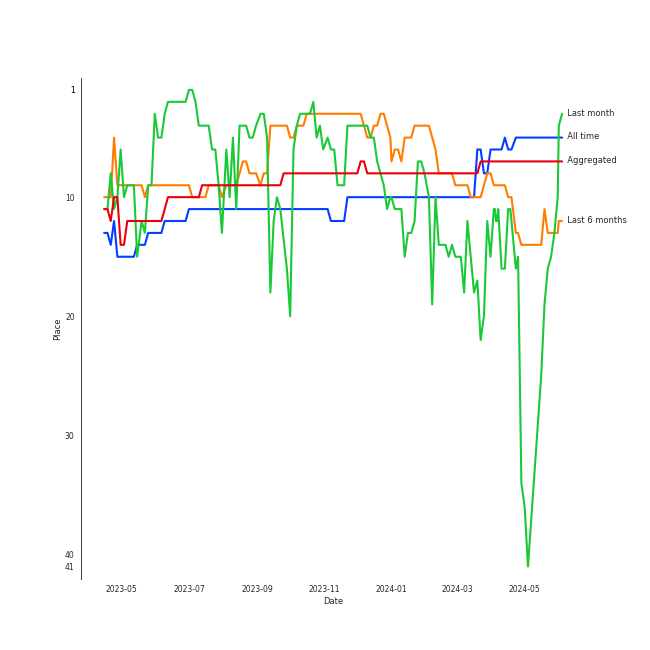 1
Last month
All time
Aggregated
10
Last 6 months
20
Place
30
40
41
2023-05 2023-07 2023-09 2023-11 2024-01 2024-03 2024-05
Date